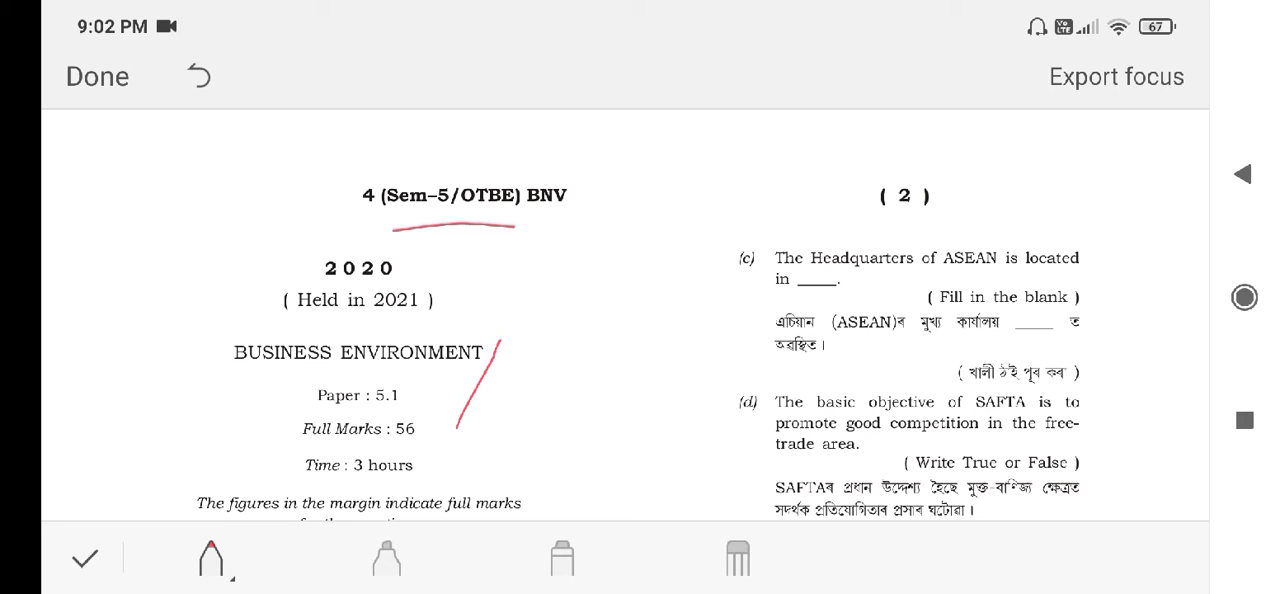 9:02 PM
67
Done
Export focus
4 (Sem–5/OTBE) BNV
2020
( Held in 2021 )
BUSINESS ENVIRONMENT
Paper : 5.1
Full Marks : 56
Time : 3 hours
The figures in the margin indicate full marks
( 2 )
(c) The Headquarters of ASEAN is located
in _____.
( Fill in the blank )
এচিয়ান (ASEAN)ৰ মুখ্য কাৰ্যালয় _____ ত
অৱস্থিত।
( খালী ঠাই পূৰ কৰা )
(d) The basic objective of SAFTA is to
promote good competition in the free-
trade area.
( Write True or False )
SAFTAৰ প্ৰধান উদ্দেশ্য হৈছে মুক্ত-বাণিজ্য ক্ষেত্ৰত
সদৰ্থক প্ৰতিযোগিতাৰ প্ৰসাৰ ঘটোৱা।